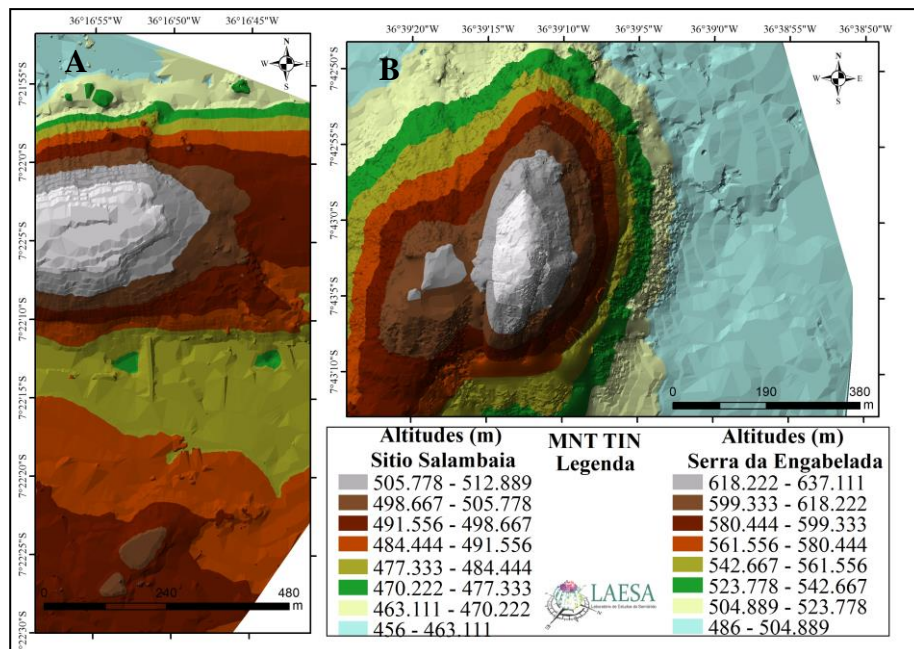 36°16'55"W 36°16'50"W 36°16'45"W
36°39'20"W 36°39'15"W 36°39'10"W 36°39'5"W 36°39'0"W 36°38'55"W 36°38'50"W
A
N
W E
S
7°21'55"S
7°22'0"S
7°22'5"S
7°22'10"S
7°22'15"S
7°22'20"S
7°22'25"S
7°22'30"S
0 240 480
m
B
N
W E
S
7°42'50"S
7°42'55"S
7°43'0"S
7°43'5"S
7°43'10"S
0 190 380
m
Altitudes (m)
Sitio Salambaia
505.778 - 512.889
498.667 - 505.778
491.556 - 498.667
484.444 - 491.556
477.333 - 484.444
470.222 - 477.333
463.111 - 470.222
456 - 463.111
MNT TIN
Legenda
LAESA
Altitudes (m)
Serra da Engabelada
618.222 - 637.111
599.333 - 618.222
580.444 - 599.333
561.556 - 580.444
542.667 - 561.556
523.778 - 542.667
504.889 - 523.778
486 - 504.889